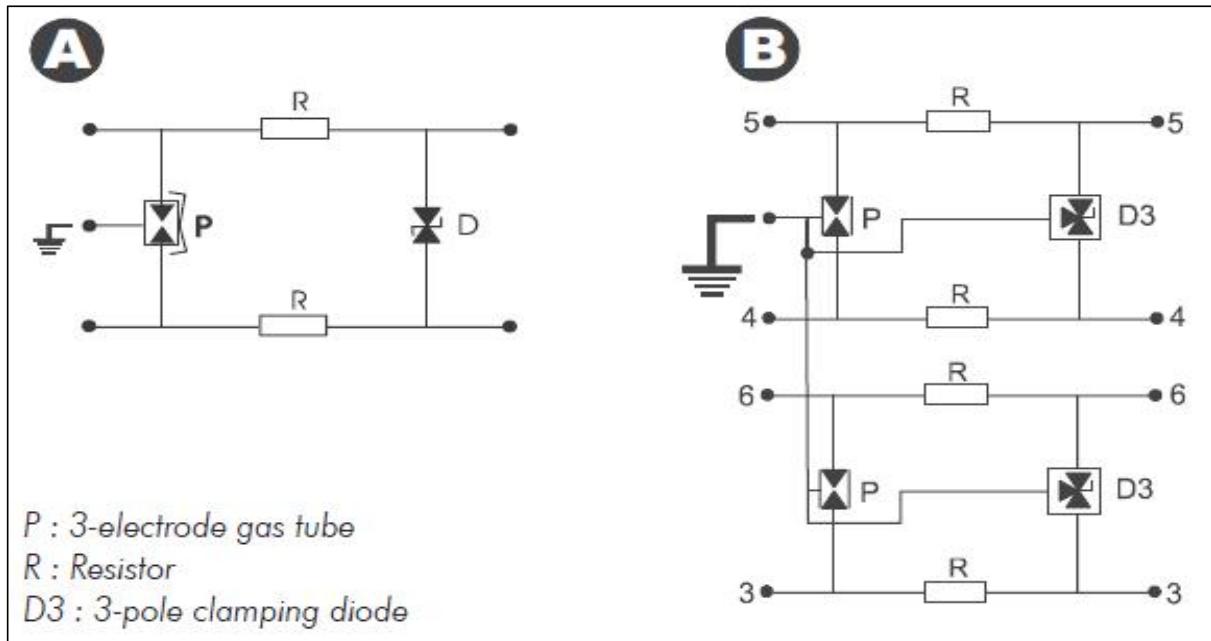 A
R
P
D
R
P : 3-electrode gas tube
R : Resistor
D3 : 3-pole clamping diode
B
R
5 5
P D3
R
4 4
R
6 6
P D3
R
3 3